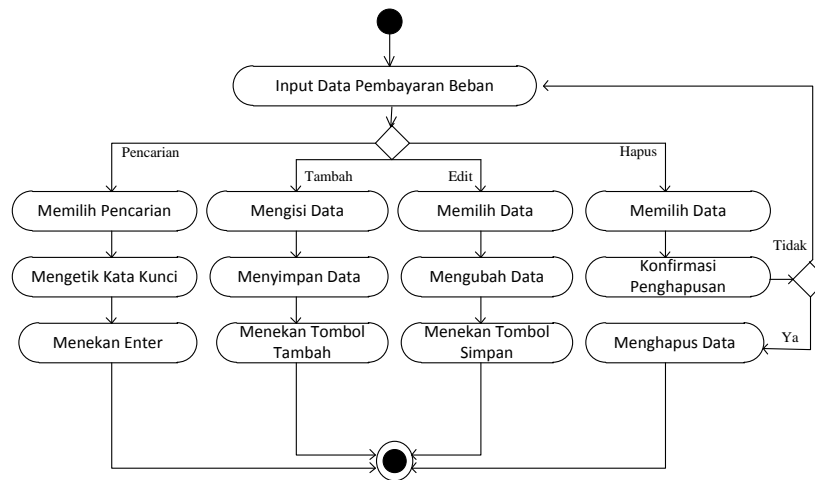 Input Data Pembayaran Beban
Pencarian
Tambah
Edit
Hapus
Memilih Pencarian
Mengisi Data
Memilih Data
Memilih Data
Tidak
Mengetik Kata Kunci
Menyimpan Data
Mengubah Data
Konfirmasi
Penghapusan
Menekan Enter
Menekan Tombol
Tambah
Menekan Tombol
Simpan
Menghapus Data
Ya